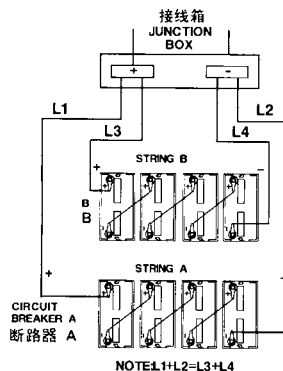 接线箱
JUNCTION
BOX
+
-
L1
L2
L3
L4
+
STRING B
-
B
B
+
STRING A
-
CIRCUIT
BREAKER A
断路器 A
NOTE:L1+L2=L3+L4